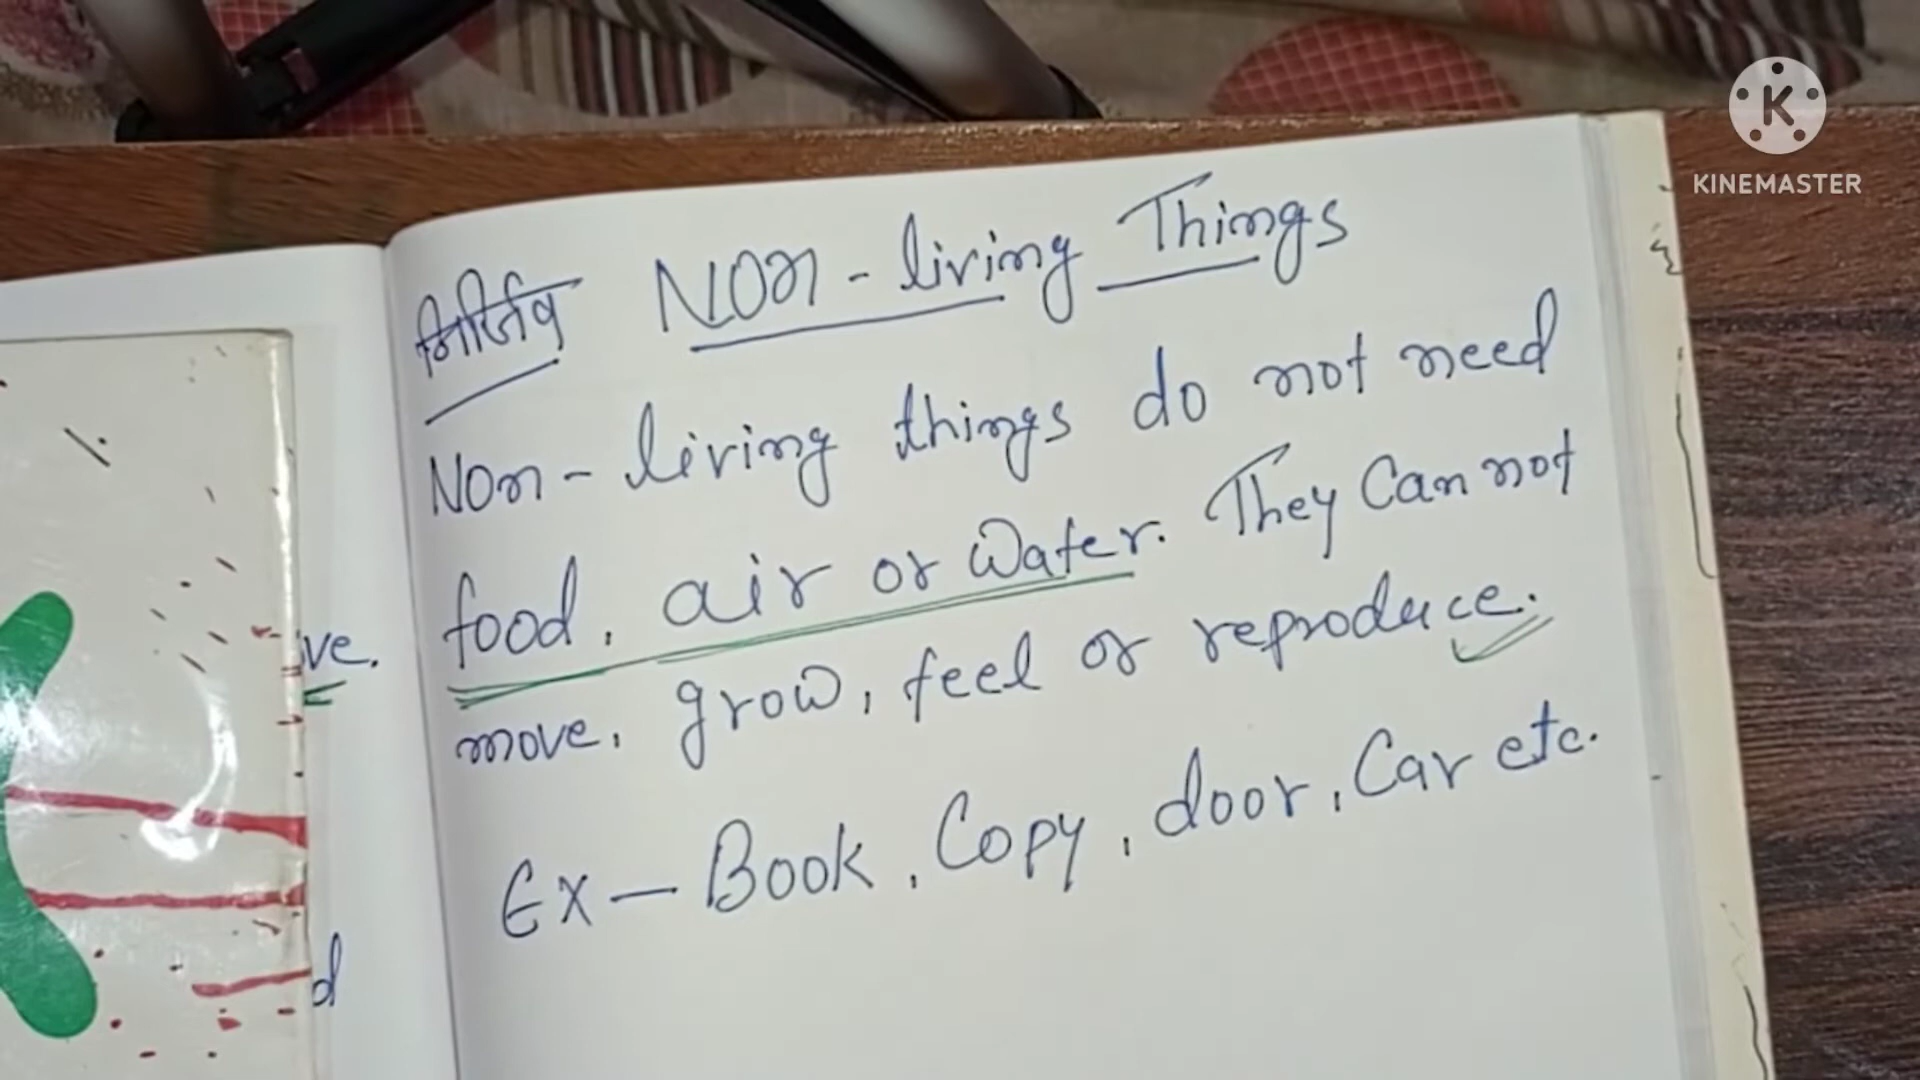 KINEMASTER
निर्जीव Non-living Things
Non-living things do not need
food, air or water. They Can not
move, grow, feel or reproduce.
Ex- Book, Copy, door, Car etc.
ve.
d